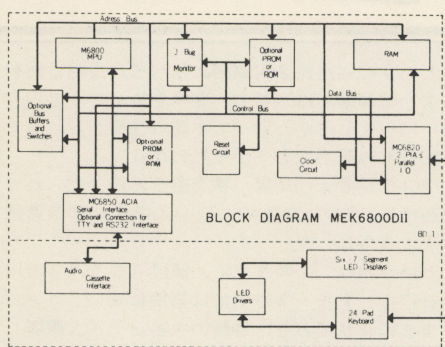 Adress Bus
M6800
MPU
J Bug
Monitor
Optional
PROM
or
ROM
RAM
Data Bus
Control Bus
Optional
Bus
Buffers
and
Switches
Optional
PROM
or
ROM
Reset
Circuit
Clock
Circuit
MC6820
2 PIA's
Parallel
I O
MC6850 ACIA
Serial Interface
Optional Connection for
TTY and RS232 Interface
BLOCK DIAGRAM MEK6800DII
BD 1
Audio
Cassette
Interface
Six 7 Segment
LED Displays
LED
Drivers
24 Pad
Keyboard